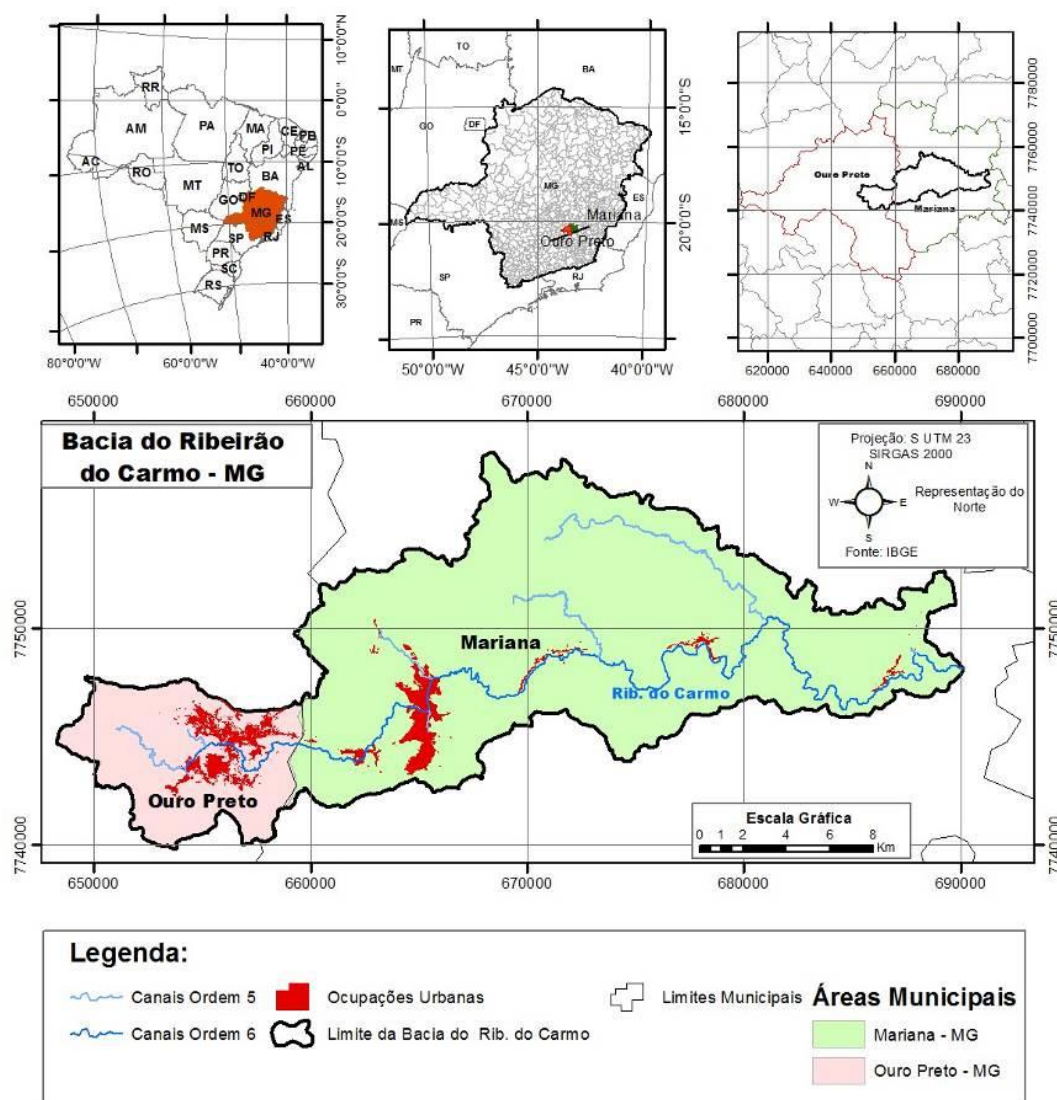 10°0'0"N
0°0'0"
10°0'0"S
20°0'0"S
30°0'0"S
RR
AM
PA
MA
CE
PB
PI
PE
AC
RO
TO
AL
BA
MT
GO
DF
MG
ES
MS
SP
RJ
PR
SC
RS
80°0'0"W
60°0'0"W
40°0'0"W
TO
MT
BA
GO
DF
MG
ES
MS
Mariana
Ouro Preto
SP
RJ
PR
15°0'0"S
20°0'0"S
50°0'0"W
45°0'0"W
40°0'0"W
Ouro Preto
Mariana
7780000
7760000
7740000
7720000
7700000
620000
640000
660000
680000
650000
660000
670000
680000
690000
Bacia do Ribeirão
do Carmo - MG
Projeção: S UTM 23
SIRGAS 2000
N
W
E
S
Representação do
Norte
Fonte: IBGE
7750000
7750000
Mariana
Rib. do Carmo
Ouro Preto
Escala Gráfica
0 1 2 4 6 8
Km
7740000
7740000
650000
660000
670000
680000
690000
Legenda:
Canais Ordem 5
Ocupações Urbanas
Limites Municipais
Áreas Municipais
Canais Ordem 6
Limite da Bacia do Rib. do Carmo
Mariana - MG
Ouro Preto - MG